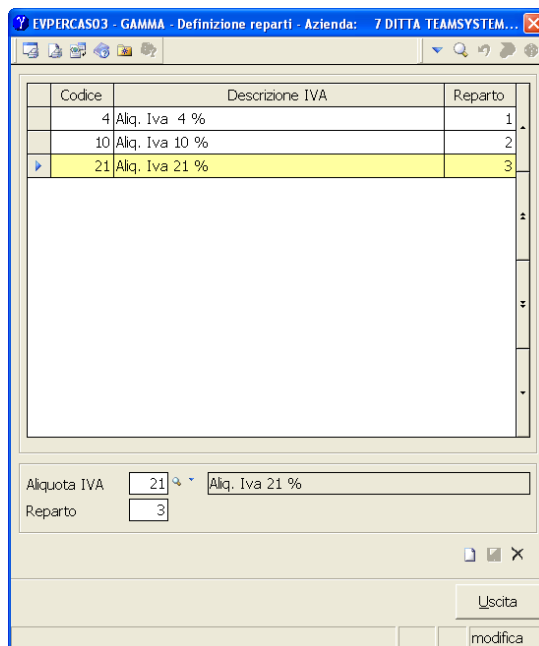 EVPERCAS03 - GAMMA - Definizione reparti - Azienda: 7 DITTA TEAMSYSTEM...
Codice Descrizione IVA Reparto
4 Aliq. Iva 4 % 1
10 Aliq. Iva 10 % 2
21 Aliq. Iva 21 % 3
Aliquota IVA 21 Aliq. Iva 21 %
Reparto 3
Uscita
modifica